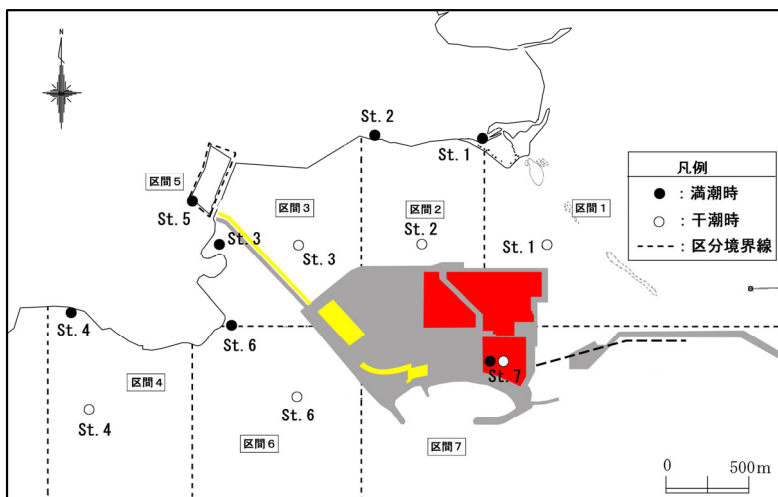 N
St. 2
St. 1
凡例
● : 満潮時
○ : 干潮時
----- : 区分境界線
区間5
区間3
区間2
区間1
St. 5
St. 3
St. 3
St. 2
St. 1
St. 4
St. 6
St. 7
区間4
St. 4
St. 6
区間6
区間7
0 500m